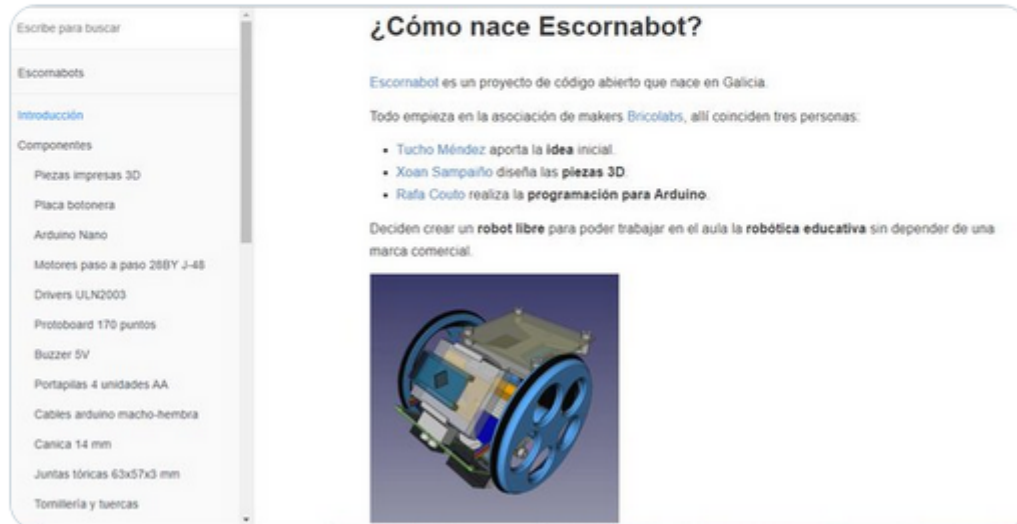 Escribe para buscar
Escornabots
Introducción
Componentes
Piezas impresas 3D
Placa botonera
Arduino Nano
Motores paso a paso 28BY J-48
Drivers ULN2003
Protoboard 170 puntos
Buzzer 5V
Portapilas 4 unidades AA
Cables arduino macho-hembra
Canica 14 mm
Juntas tóricas 63x57x3 mm
Tornillería y tuercas
¿Cómo nace Escornabot?
Escornabot es un proyecto de código abierto que nace en Galicia.
Todo empieza en la asociación de makers Bricolabs, allí coinciden tres personas:
• Tucho Méndez aporta la idea inicial.
• Xoan Sampaiño diseña las piezas 3D.
• Rafa Couto realiza la programación para Arduino.
Deciden crear un robot libre para poder trabajar en el aula la robótica educativa sin depender de una
marca comercial.